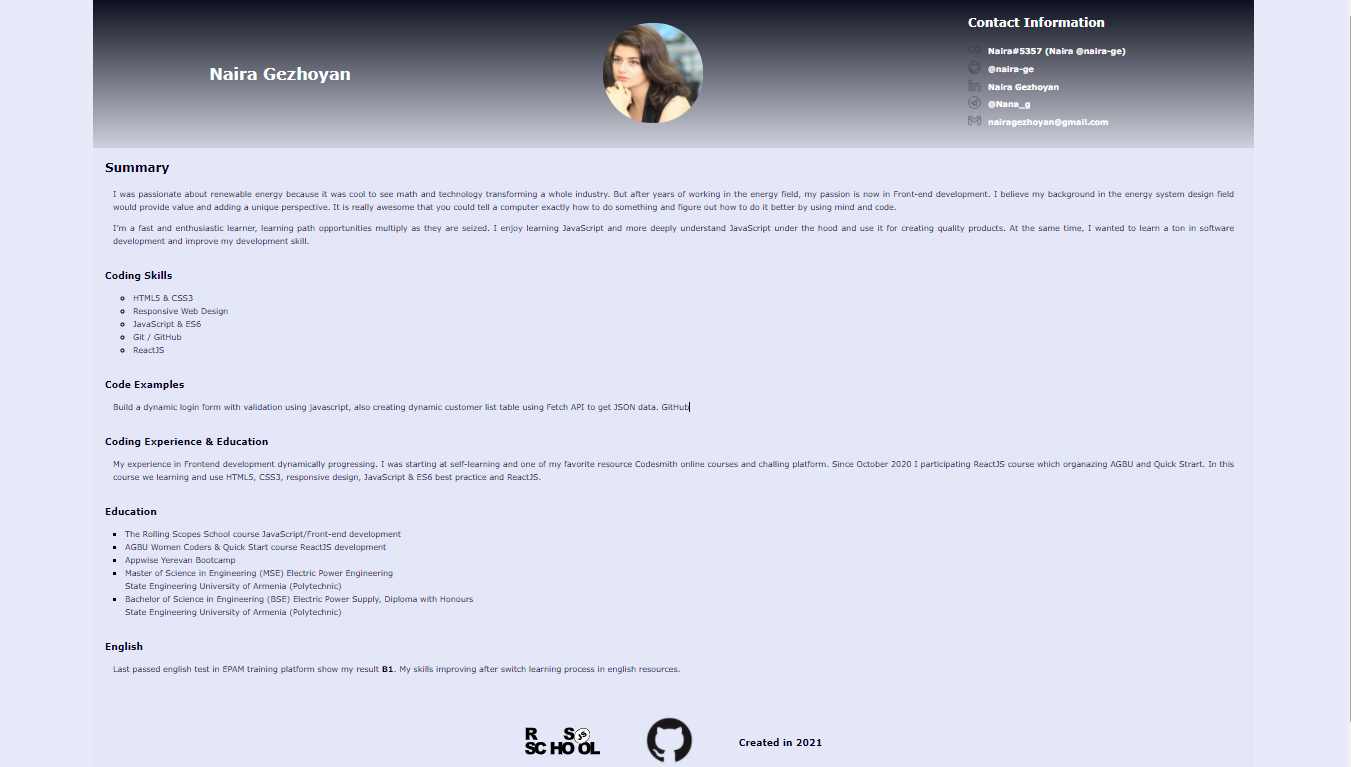 Naira Gezhoyan
Contact Information
Naira#5357 (Naira @naira-ge)
@naira-ge
Naira Gezhoyan
@Nana_g
nairagezhoyan@gmail.com
Summary
I was passionate about renewable energy because it was cool to see math and technology transforming a whole industry. But after years of working in the energy field, my passion is now in Front-end development. I believe my background in the energy system design field
would provide value and adding a unique perspective. It is really awesome that you could tell a computer exactly how to do something and figure out how to do it better by using mind and code.
I'm a fast and enthusiastic learner, learning path opportunities multiply as they are seized. I enjoy learning JavaScript and more deeply understand JavaScript under the hood and use it for creating quality products. At the same time, I wanted to learn a ton in software
development and improve my development skill.
Coding Skills
HTML5 & CSS3
Responsive Web Design
JavaScript & ES6
Git / GitHub
ReactJS
Code Examples
Build a dynamic login form with validation using javascript, also creating dynamic customer list table using Fetch API to get JSON data. GitHub
Coding Experience & Education
My experience in Frontend development dynamically progressing. I was starting at self-learning and one of my favorite resource Codesmith online courses and challing platform. Since October 2020 I participating ReactJS course which organazing AGBU and Quick Strart. In this
course we learning and use HTML5, CSS3, responsive design, JavaScript & ES6 best practice and ReactJS.
Education
The Rolling Scopes School course JavaScript/Front-end development
AGBU Women Coders & Quick Start course ReactJS development
Appwise Yerevan Bootcamp
Master of Science in Engineering (MSE) Electric Power Engineering
State Engineering University of Armenia (Polytechnic)
Bachelor of Science in Engineering (BSE) Electric Power Supply, Diploma with Honours
State Engineering University of Armenia (Polytechnic)
English
Last passed english test in EPAM training platform show my result B1. My skills improving after switch learning process in english resources.
R S JS
SCHOOL
Created in 2021